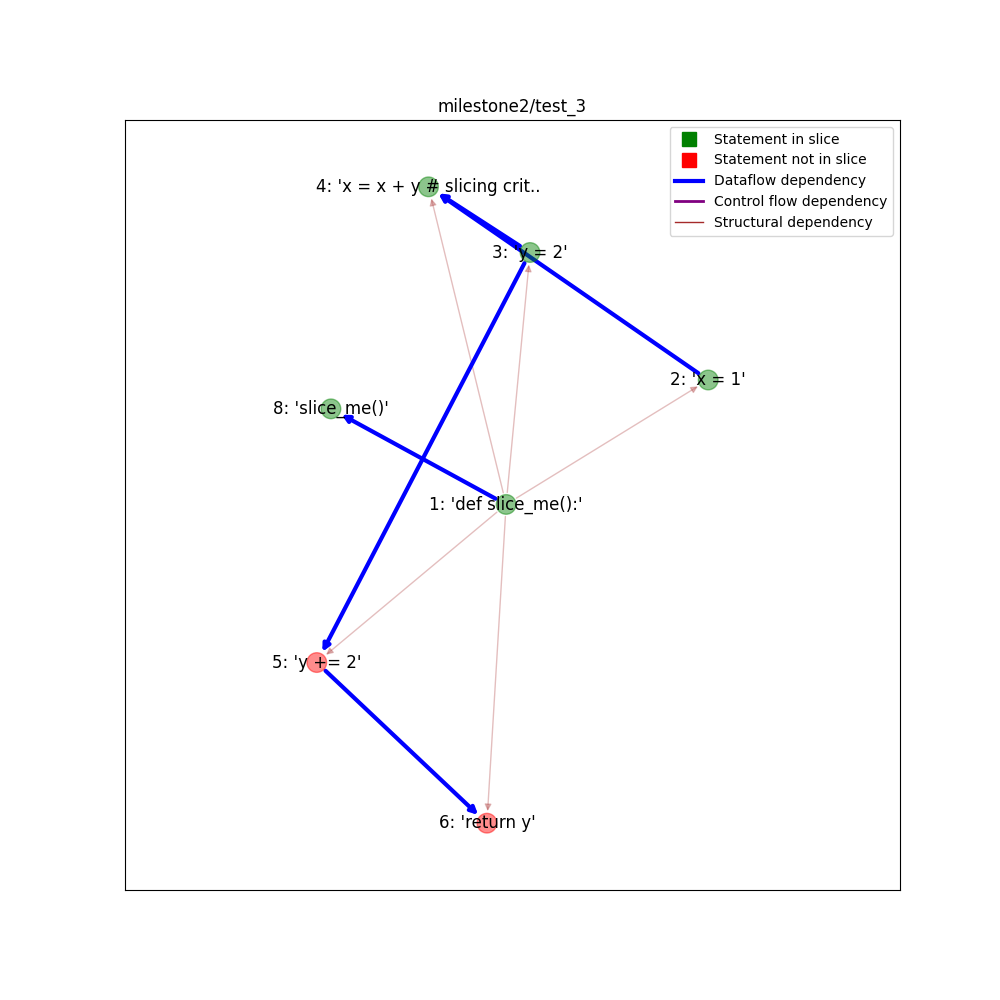 milestone2/test_3
Statement in slice
Statement not in slice
Dataflow dependency
Control flow dependency
Structural dependency
4: 'x = x + y # slicing crit..
3: 'y = 2'
2: 'x = 1'
8: 'slice_me()'
1: 'def slice_me():'
5: 'y += 2'
6: 'return y'